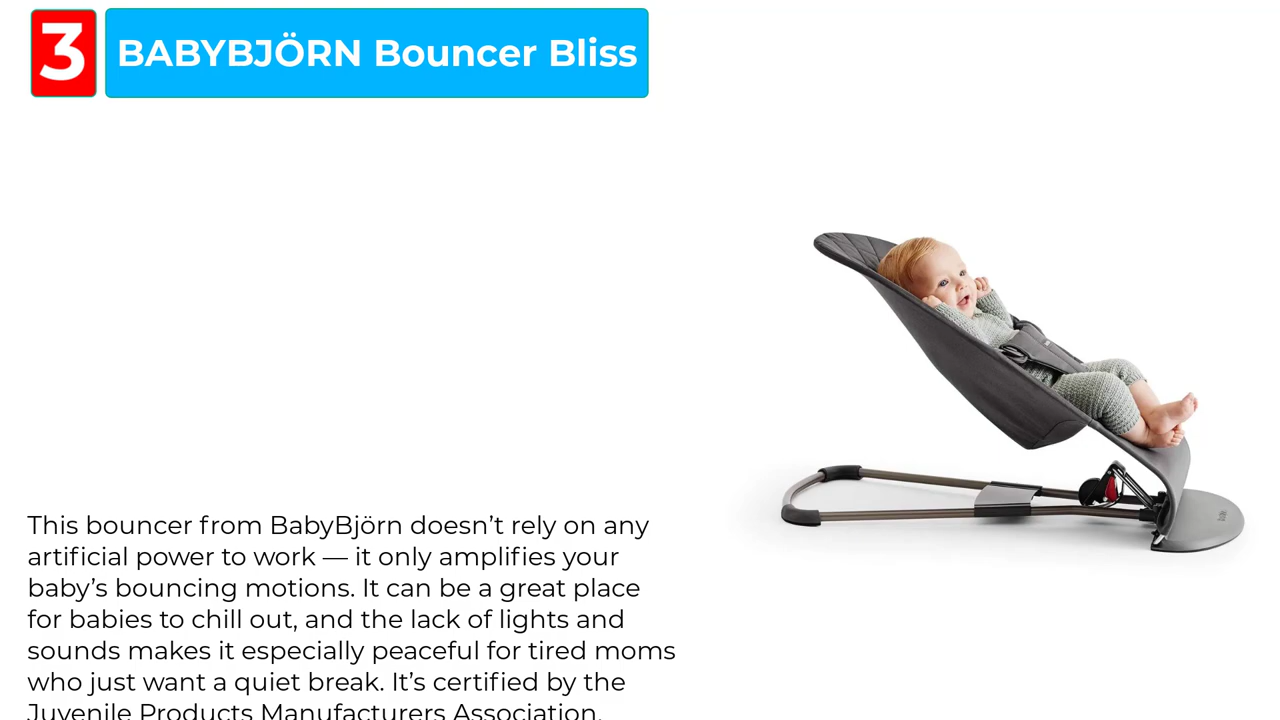 3 BABYBJÖRN Bouncer Bliss
This bouncer from BabyBjörn doesn’t rely on any
artificial power to work — it only amplifies your
baby’s bouncing motions. It can be a great place
for babies to chill out, and the lack of lights and
sounds makes it especially peaceful for tired moms
who just want a quiet break. It’s certified by the
Juvenile Products Manufacturers Association.